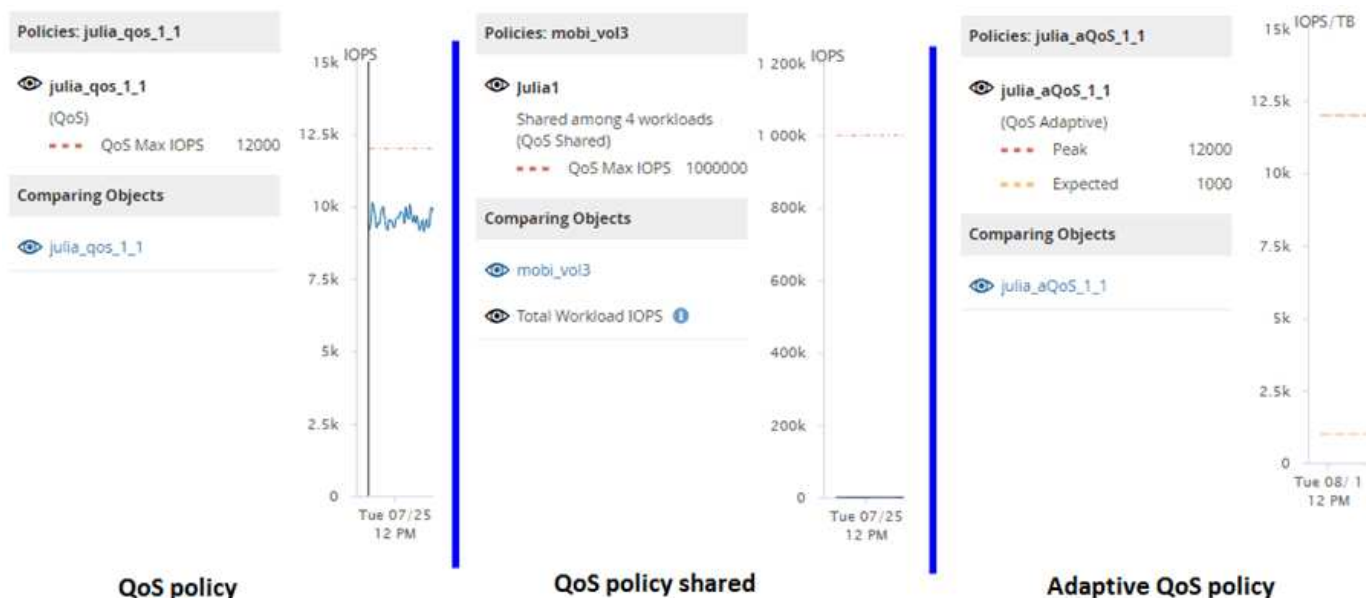 Policies: julia_qos_1_1
julia_qos_1_1
(QoS)
QoS Max IOPS 12000
Comparing Objects
julia_qos_1_1
15k IOPS
12.5k
10k
7.5k
5k
2.5k
0
Tue 07/25
12 PM
QoS policy
Policies: mobi_vol3
Julia1
Shared among 4 workloads
(QoS Shared)
QoS Max IOPS 1000000
Comparing Objects
mobi_vol3
Total Workload IOPS
1 200k IOPS
1 000k
800k
600k
400k
200k
0
Tue 07/25
12 PM
QoS policy shared
Policies: julia_aQoS_1_1
julia_aQoS_1_1
(QoS Adaptive)
Peak 12000
Expected 1000
Comparing Objects
julia_aQoS_1_1
15k IOPS/TB
12.5k
10k
7.5k
5k
2.5k
0
Tue 08/ 1
12 PM
Adaptive QoS policy